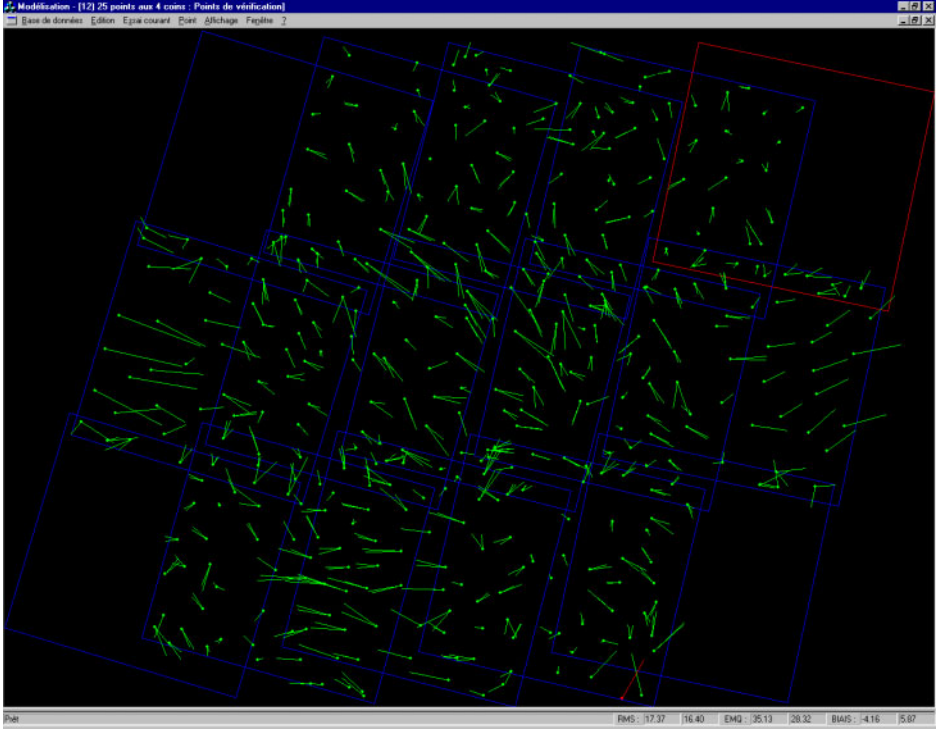 Modélisation - [12) 25 points aux 4 coins : Points de vérification]
Base de données Edition Essai courant Point Affichage Fenêtre ?
Prêt RMS : 17.37 16.40 EMQ : 35.13 28.32 BIAIS : -4.16 5.87